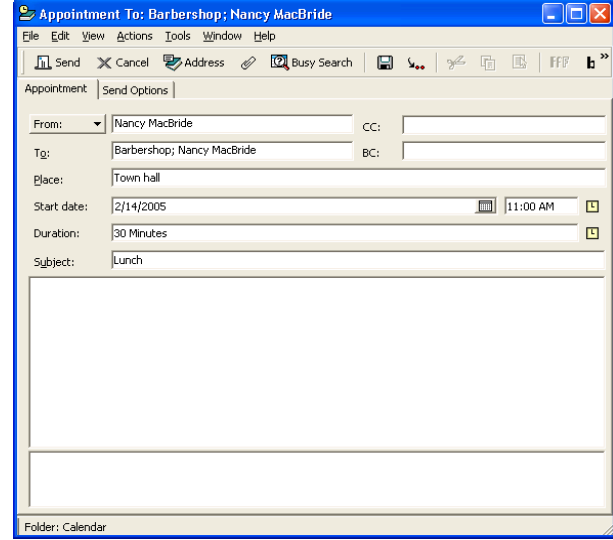 Appointment To: Barbershop; Nancy MacBride
File Edit View Actions Tools Window Help
Send Cancel Address Busy Search FFF b »
Appointment Send Options
From: Nancy MacBride CC:
To: Barbershop; Nancy MacBride BC:
Place: Town hall
Start date: 2/14/2005 11:00 AM
Duration: 30 Minutes
Subject: Lunch
Folder: Calendar